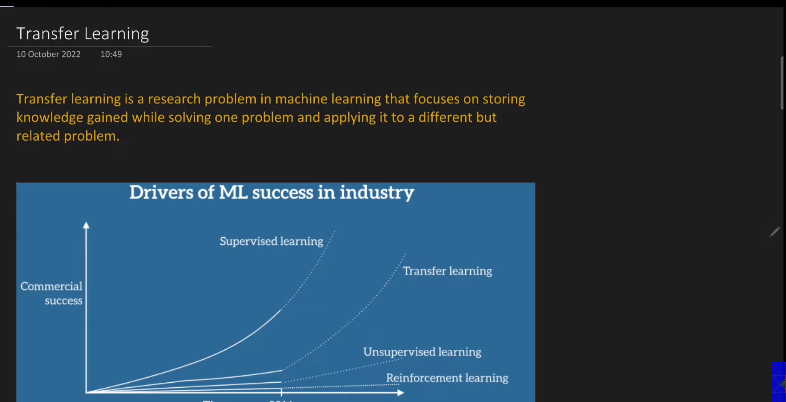 Transfer Learning
10 October 2022 10:49
Transfer learning is a research problem in machine learning that focuses on storing
knowledge gained while solving one problem and applying it to a different but
related problem.
Drivers of ML success in industry
Supervised learning
Transfer learning
Commercial
success
Unsupervised learning
Reinforcement learning